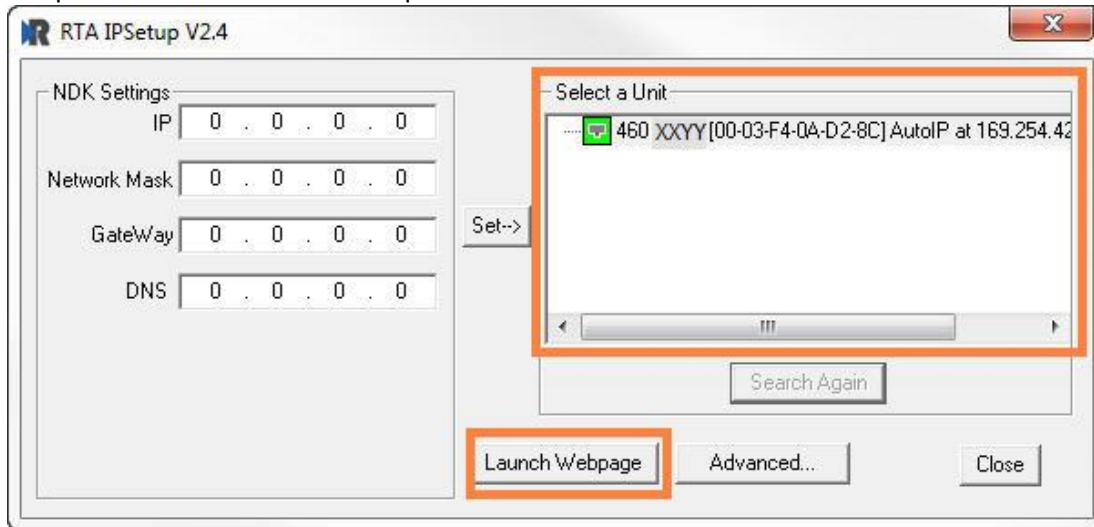 RTA IPSetup V2.4
NDK Settings
IP 0 . 0 . 0 . 0
Network Mask 0 . 0 . 0 . 0
GateWay 0 . 0 . 0 . 0
DNS 0 . 0 . 0 . 0
Set-->
Select a Unit
460 XXYY [00-03-F4-0A-D2-8C] AutoIP at 169.254.42
Search Again
Launch Webpage
Advanced...
Close